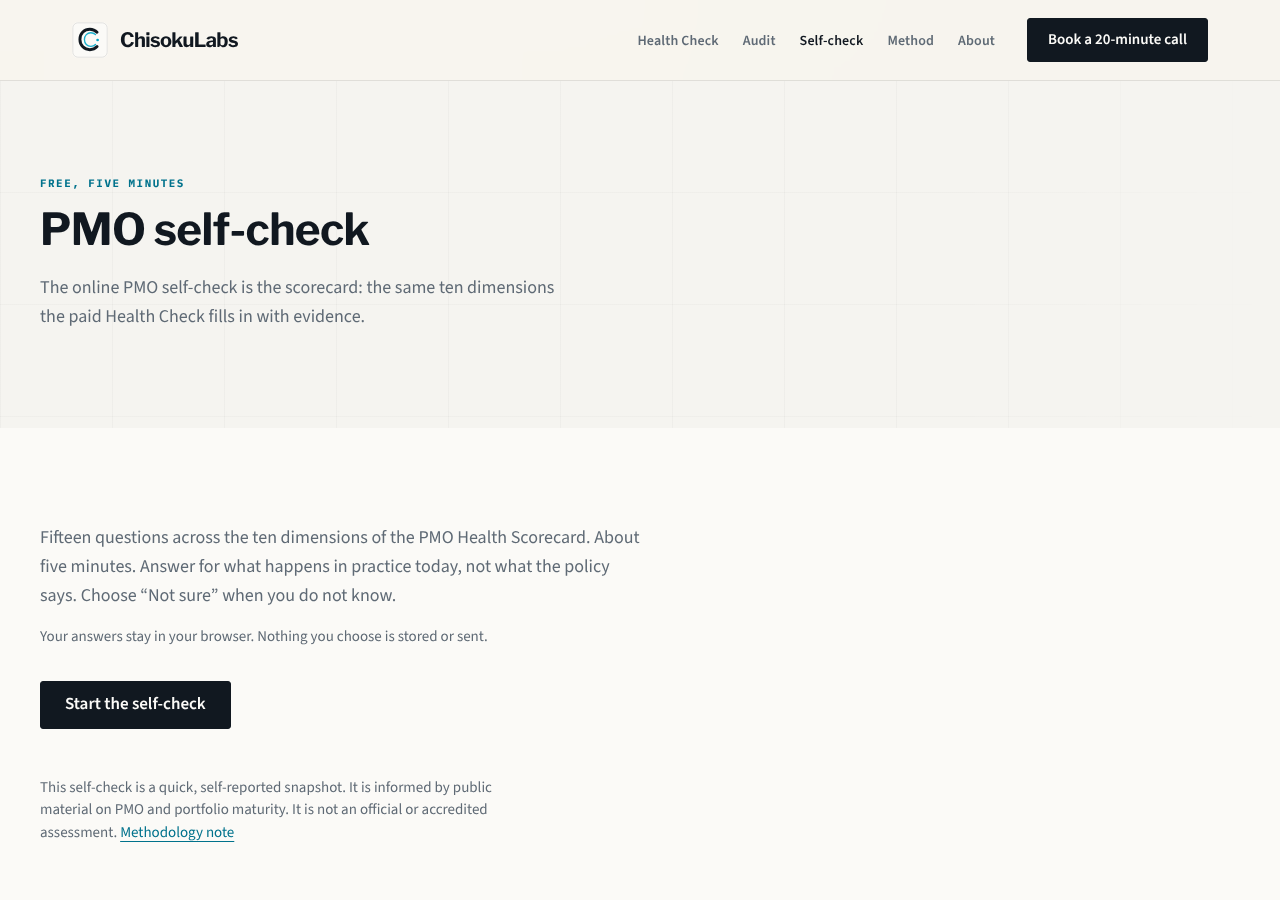 ChisokuLabs
Health Check
Audit
Self-check
Method
About
Book a 20-minute call
FREE, FIVE MINUTES
PMO self-check
The online PMO self-check is the scorecard: the same ten dimensions
the paid Health Check fills in with evidence.
Fifteen questions across the ten dimensions of the PMO Health Scorecard. About
five minutes. Answer for what happens in practice today, not what the policy
says. Choose “Not sure” when you do not know.
Your answers stay in your browser. Nothing you choose is stored or sent.
Start the self-check
This self-check is a quick, self-reported snapshot. It is informed by public
material on PMO and portfolio maturity. It is not an official or accredited
assessment. Methodology note